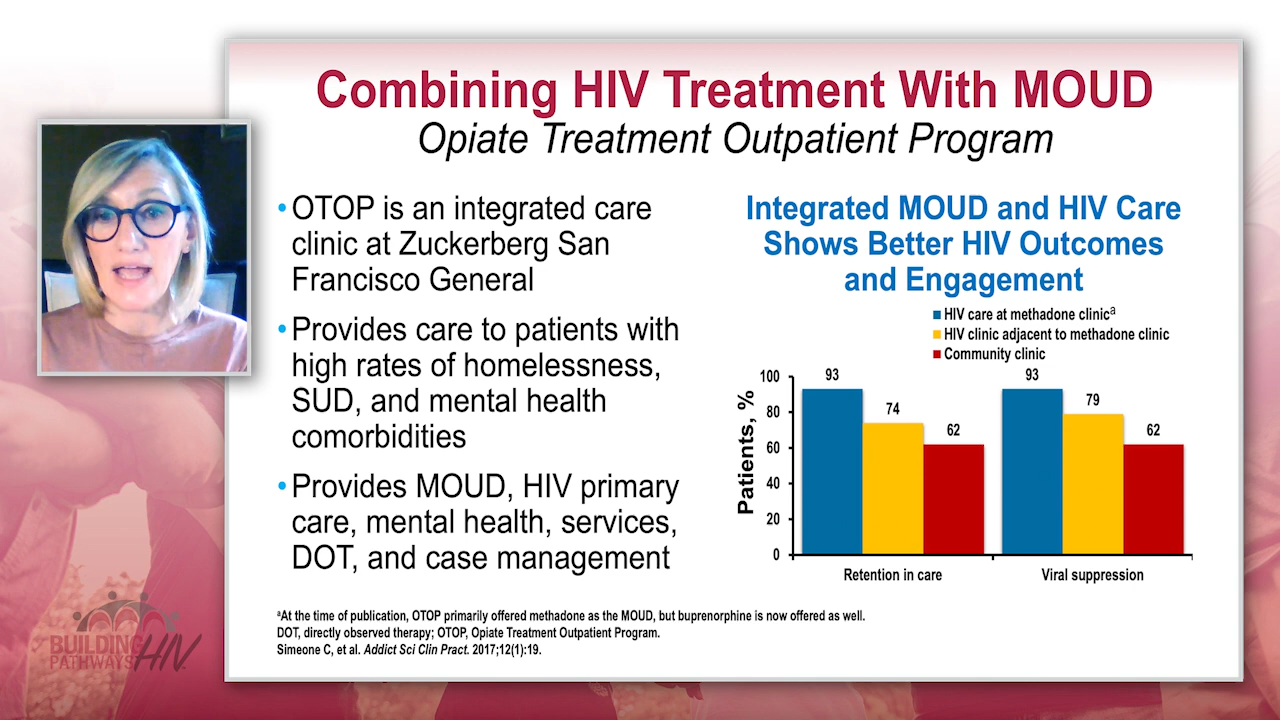 Combining HIV Treatment With MOUD
Opiate Treatment Outpatient Program
•OTOP is an integrated care
clinic at Zuckerberg San
Francisco General
•Provides care to patients with
high rates of homelessness,
SUD, and mental health
comorbidities
•Provides MOUD, HIV primary
care, mental health, services,
DOT, and case management
Integrated MOUD and HIV Care
Shows Better HIV Outcomes
and Engagement
HIV care at methadone clinicᵃ
HIV clinic adjacent to methadone clinic
Community clinic
Patients, %
100
80
60
40
20
0
93
74
62
93
79
62
Retention in care
Viral suppression
ᵃAt the time of publication, OTOP primarily offered methadone as the MOUD, but buprenorphine is now offered as well.
DOT, directly observed therapy; OTOP, Opiate Treatment Outpatient Program.
Simeone C, et al. Addict Sci Clin Pract. 2017;12(1):19.
BUILDING
PATHWAYS
HIV